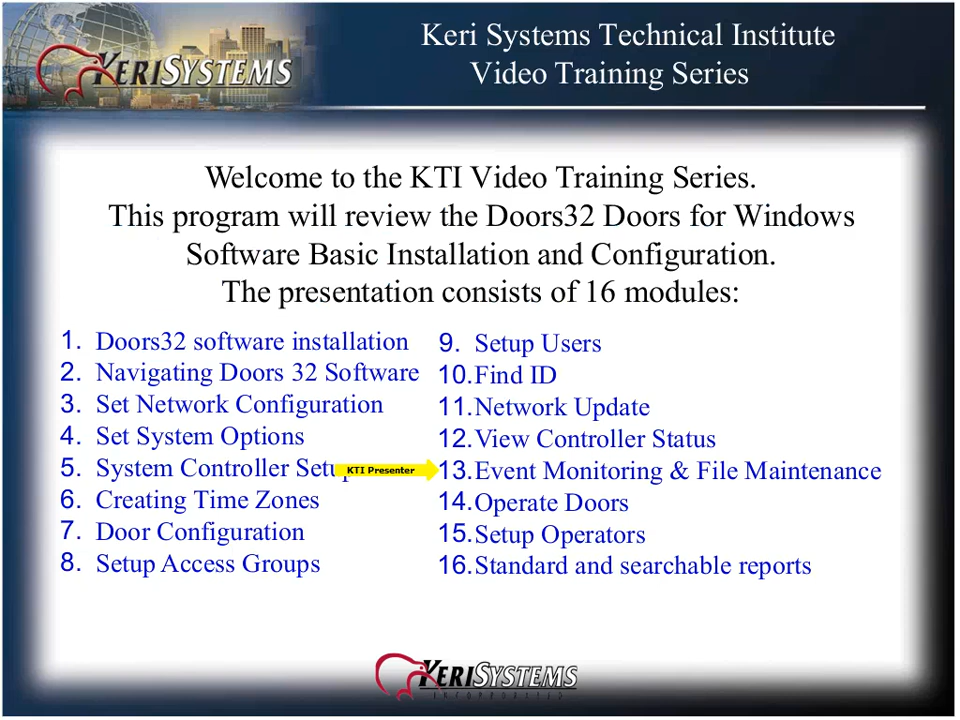 KERISYSTEMS
Keri Systems Technical Institute
Video Training Series
Welcome to the KTI Video Training Series.
This program will review the Doors32 Doors for Windows
Software Basic Installation and Configuration.
The presentation consists of 16 modules:
1. Doors32 software installation
2. Navigating Doors 32 Software
3. Set Network Configuration
4. Set System Options
5. System Controller Setup
KTI Presenter
6. Creating Time Zones
7. Door Configuration
8. Setup Access Groups
9. Setup Users
10. Find ID
11. Network Update
12. View Controller Status
13. Event Monitoring & File Maintenance
14. Operate Doors
15. Setup Operators
16. Standard and searchable reports
KERISYSTEMS
INCORPORATED